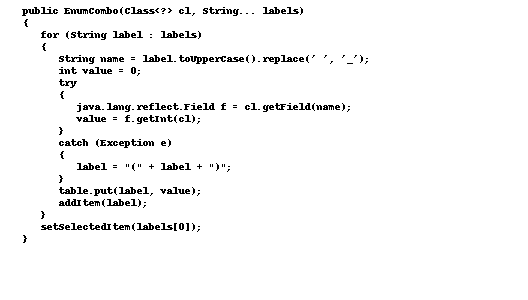 public EnumCombo(Class<?> cl, String... labels)
{
for (String label : labels)
{
String name = label.toUpperCase().replace(' ', '_');
int value = 0;
try
{
java.lang.reflect.Field f = cl.getField(name);
value = f.getInt(cl);
}
catch (Exception e)
{
label = "(" + label + ")";
}
table.put(label, value);
addItem(label);
}
setSelectedItem(labels[0]);
}